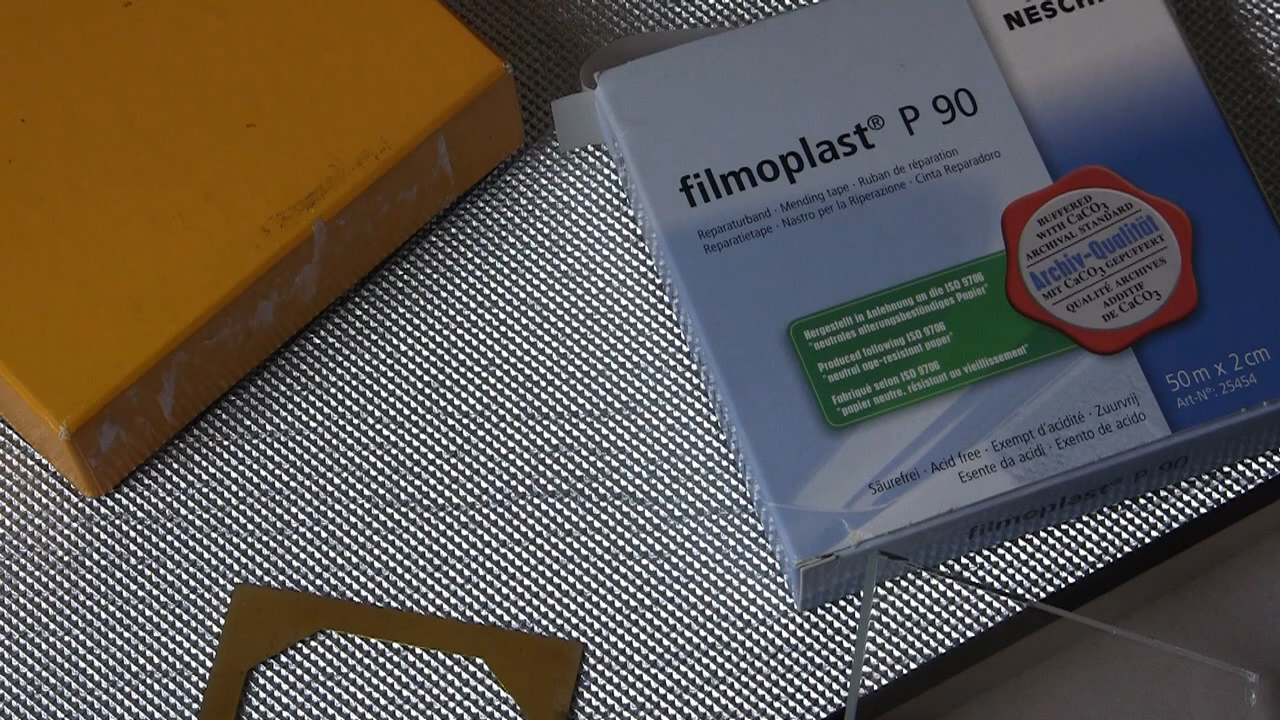 NESCH
filmoplast® P 90
Reparaturband · Mending tape · Ruban de réparation
Reparatietape · Nastro per la Riperazione · Cinta Reparadoro
BUFFERED
WITH CaCO3
ARCHIVAL STANDARD
Archiv-Qualität
MIT CaCO3 GEPUFFERT
QUALITÉ ARCHIVES
ADDITIF
DE CaCO3
Hergestellt in Anlehnung an die ISO 9706
"neutrales alterungsbeständiges Papier"
Produced following ISO 9706
"neutral age-resistant paper"
Fabriqué selon ISO 9706
"papier neutre, résistant au vieillissement"
50 m x 2 cm
Art-N°: 25454
Säurefrei · Acid free · Exempt d'acidité · Zuurvrij
Esente da acidi · Exento de acido
filmoplast® P 90